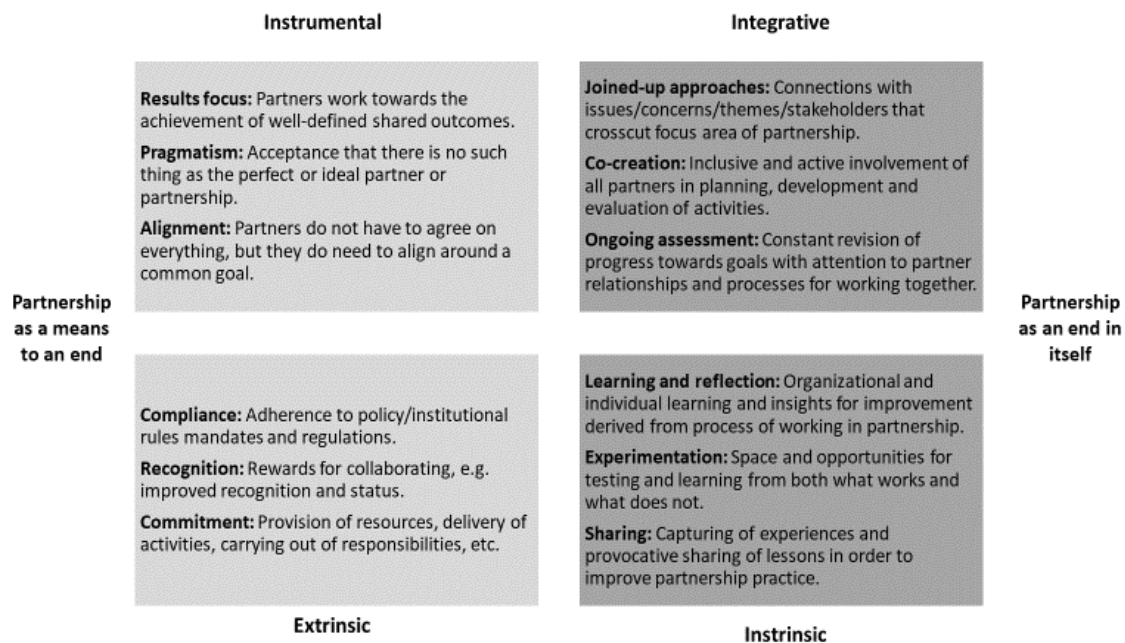 Instrumental
Integrative
Results focus: Partners work towards the
achievement of well-defined shared outcomes.
Pragmatism: Acceptance that there is no such
thing as the perfect or ideal partner or
partnership.
Alignment: Partners do not have to agree on
everything, but they do need to align around a
common goal.
Joined-up approaches: Connections with
issues/concerns/themes/stakeholders that
crosscut focus area of partnership.
Co-creation: Inclusive and active involvement of
all partners in planning, development and
evaluation of activities.
Ongoing assessment: Constant revision of
progress towards goals with attention to partner
relationships and processes for working together.
Partnership
as a means
to an end
Partnership
as an end in
itself
Compliance: Adherence to policy/institutional
rules mandates and regulations.
Recognition: Rewards for collaborating, e.g.
improved recognition and status.
Commitment: Provision of resources, delivery of
activities, carrying out of responsibilities, etc.
Learning and reflection: Organizational and
individual learning and insights for improvement
derived from process of working in partnership.
Experimentation: Space and opportunities for
testing and learning from both what works and
what does not.
Sharing: Capturing of experiences and
provocative sharing of lessons in order to
improve partnership practice.
Extrinsic
Instrinsic